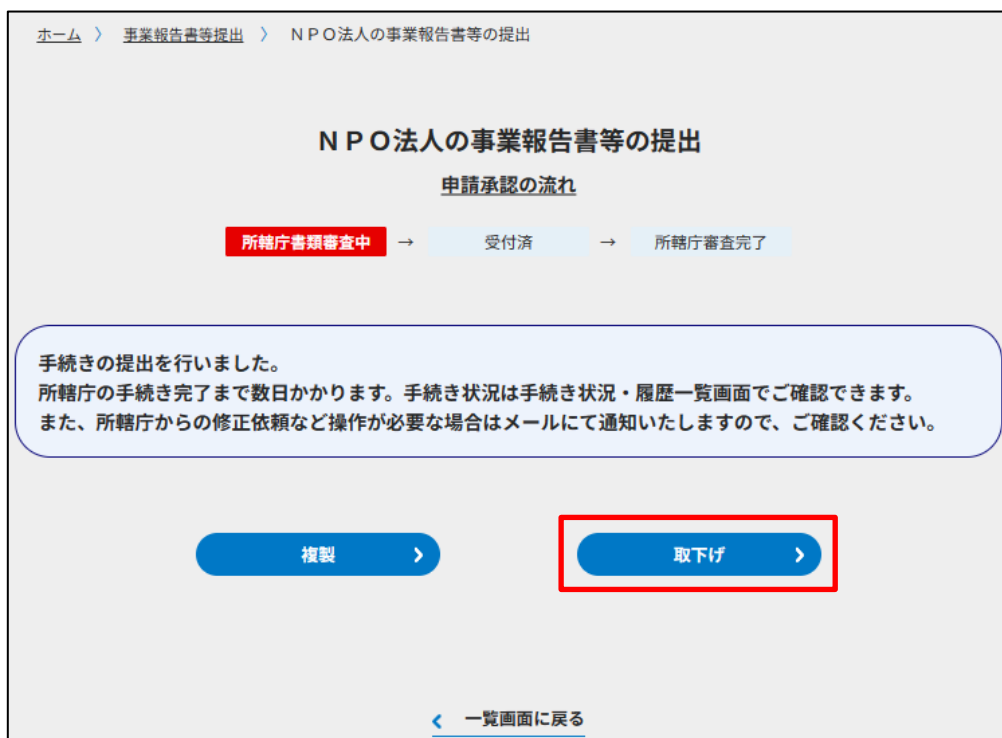 ホーム 〉 事業報告書等提出 〉 ＮＰＯ法人の事業報告書等の提出
ＮＰＯ法人の事業報告書等の提出
申請承認の流れ
所轄庁書類審査中 → 受付済 → 所轄庁審査完了
手続きの提出を行いました。
所轄庁の手続き完了まで数日かかります。手続き状況は手続き状況・履歴一覧画面でご確認できます。
また、所轄庁からの修正依頼など操作が必要な場合はメールにて通知いたしますので、ご確認ください。
複製 取下げ
一覧画面に戻る